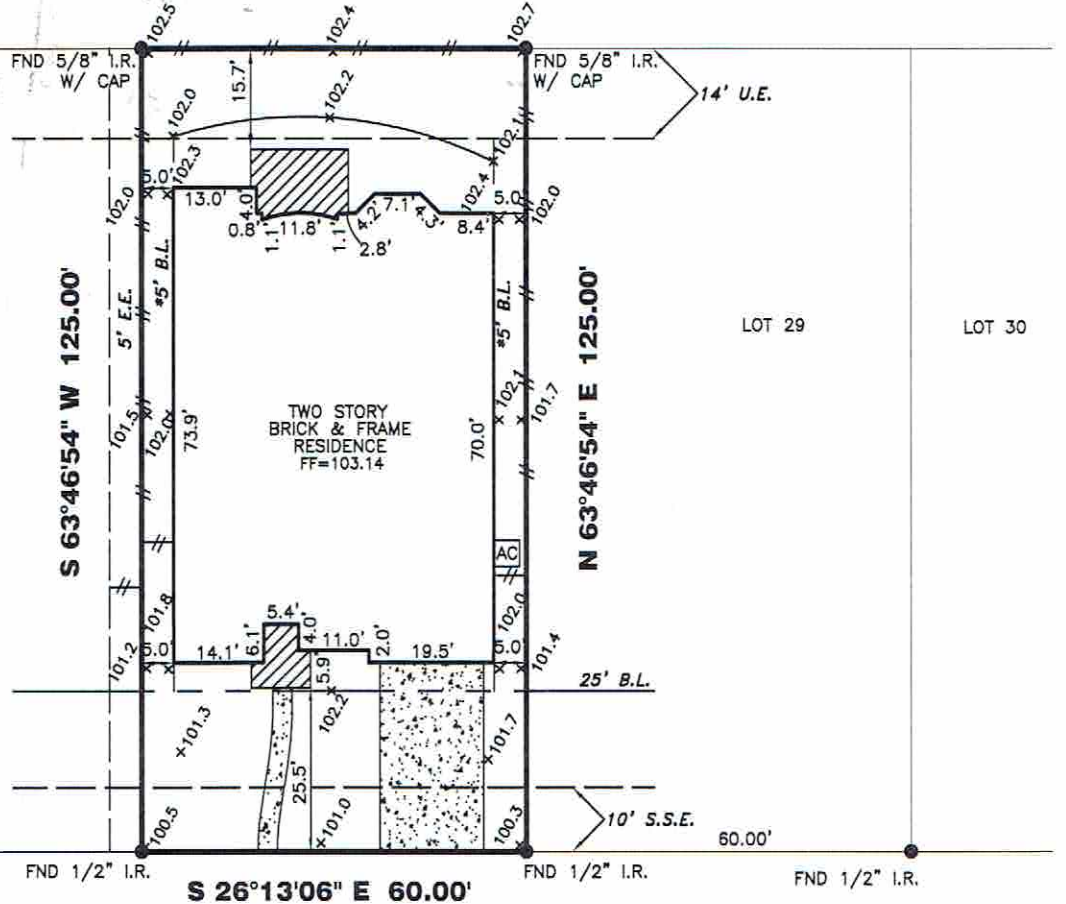 102.5
102.4
102.7
FND 5/8" I.R.
W/ CAP
FND 5/8" I.R.
W/ CAP
15.7'
102.2
102.0
14' U.E.
102.1
102.3
102.4
5.0'
13.0'
4.0'
4.2'
7.1'
4.3'
5.0'
102.0
102.0
0.8'
1.1'
11.8'
1.1'
2.8'
8.4'
5' E.E.
*5' B.L.
*5' B.L.
S 63°46'54" W 125.00'
N 63°46'54" E 125.00'
LOT 29
LOT 30
101.5
102.0
73.9'
TWO STORY
BRICK & FRAME
RESIDENCE
FF=103.14
70.0'
102.1
101.7
AC
101.8
102.0
5.4'
101.2
5.0'
14.1'
6.1'
4.0'
11.0'
2.0'
19.5'
5.0'
101.4
5.9'
25' B.L.
101.3
102.2
101.7
25.5'
100.5
101.0
100.3
10' S.S.E.
60.00'
FND 1/2" I.R.
FND 1/2" I.R.
FND 1/2" I.R.
S 26°13'06" E 60.00'